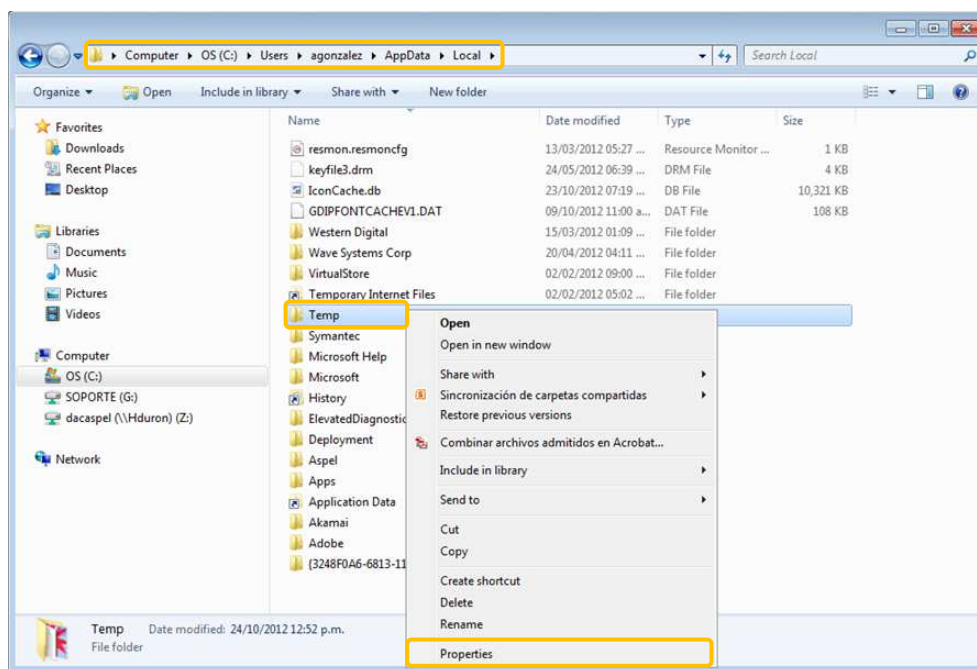 Computer OS (C:) Users agonzalez AppData Local Search Local
Organize Open Include in library Share with New folder
Favorites
Downloads
Recent Places
Desktop
Libraries
Documents
Music
Pictures
Videos
Computer
OS (C:)
SOPORTE (G:)
dacaspel (\\Hduron) (Z:)
Network
Name Date modified Type Size
resmon.resmoncfg 13/03/2012 05:27 ... Resource Monitor ... 1 KB
keyfile3.drm 24/05/2012 06:39 ... DRM File 4 KB
IconCache.db 23/10/2012 07:19 ... DB File 10,321 KB
GDIPFONTCACHEV1.DAT 09/10/2012 11:00 a... DAT File 108 KB
Western Digital 15/03/2012 01:09 ... File folder
Wave Systems Corp 20/04/2012 04:11 ... File folder
VirtualStore 02/02/2012 09:00 ... File folder
Temporary Internet Files 02/02/2012 05:02 ... File folder
Temp
Symantec
Microsoft Help
Microsoft
History
ElevatedDiagnostic
Deployment
Aspel
Apps
Application Data
Akamai
Adobe
{3248F0A6-6813-11
Open
Open in new window
Share with
Sincronización de carpetas compartidas
Restore previous versions
Combinar archivos admitidos en Acrobat...
Include in library
Send to
Cut
Copy
Create shortcut
Delete
Rename
Properties
Temp Date modified: 24/10/2012 12:52 p.m.
File folder